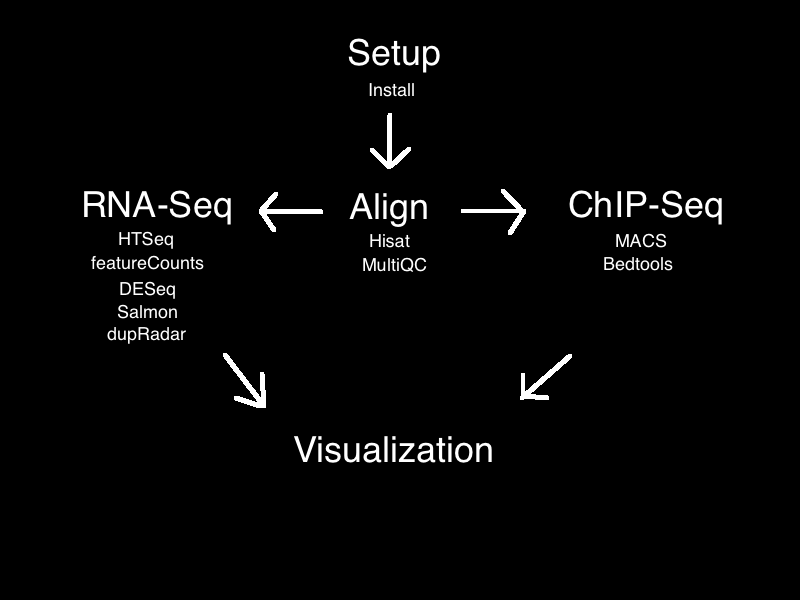 Setup
Install
RNA-Seq
HTSeq
featureCounts
DESeq
Salmon
dupRadar
Align
Hisat
MultiQC
ChIP-Seq
MACS
Bedtools
Visualization